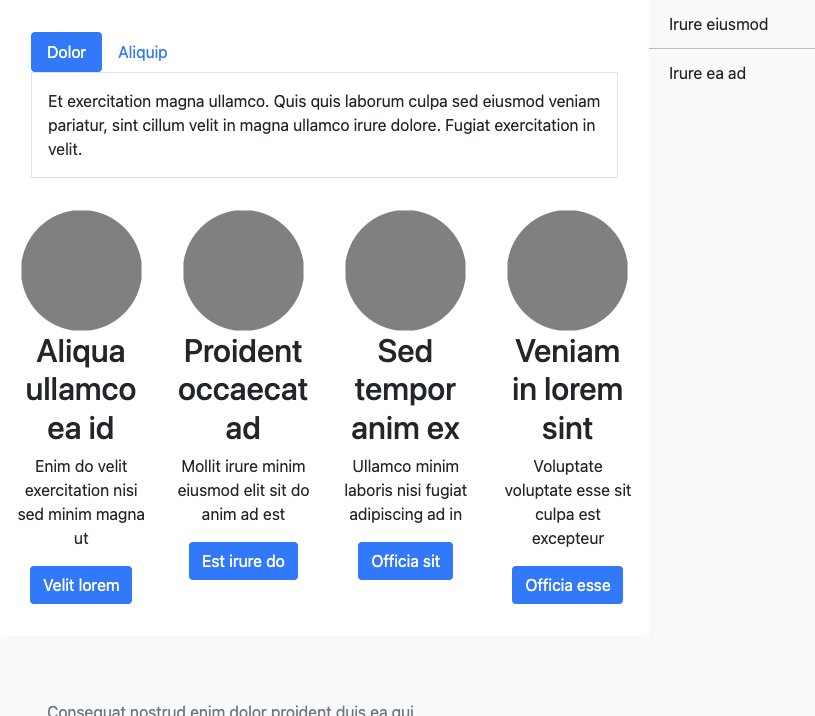 Dolor
Aliquip
Et exercitation magna ullamco. Quis quis laborum culpa sed eiusmod veniam
pariatur, sint cillum velit in magna ullamco irure dolore. Fugiat exercitation in
velit.
Aliqua
ullamco
ea id
Enim do velit
exercitation nisi
sed minim magna
ut
Velit lorem
Proident
occaecat
ad
Mollit irure minim
eiusmod elit sit do
anim ad est
Est irure do
Sed
tempor
anim ex
Ullamco minim
laboris nisi fugiat
adipiscing ad in
Officia sit
Veniam
in lorem
sint
Voluptate
voluptate esse sit
culpa est
excepteur
Officia esse
Irure eiusmod
Irure ea ad
Consequat nostrud enim dolor proident duis ea qui